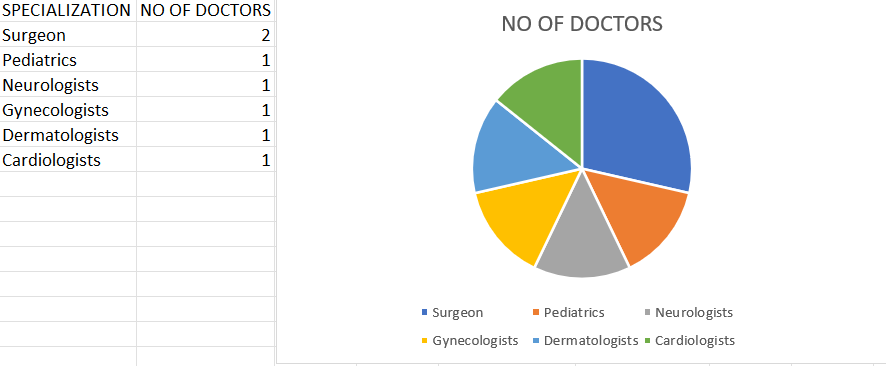 SPECIALIZATION NO OF DOCTORS
Surgeon 2
Pediatrics 1
Neurologists 1
Gynecologists 1
Dermatologists 1
Cardiologists 1
NO OF DOCTORS
Surgeon Pediatrics Neurologists
Gynecologists Dermatologists Cardiologists